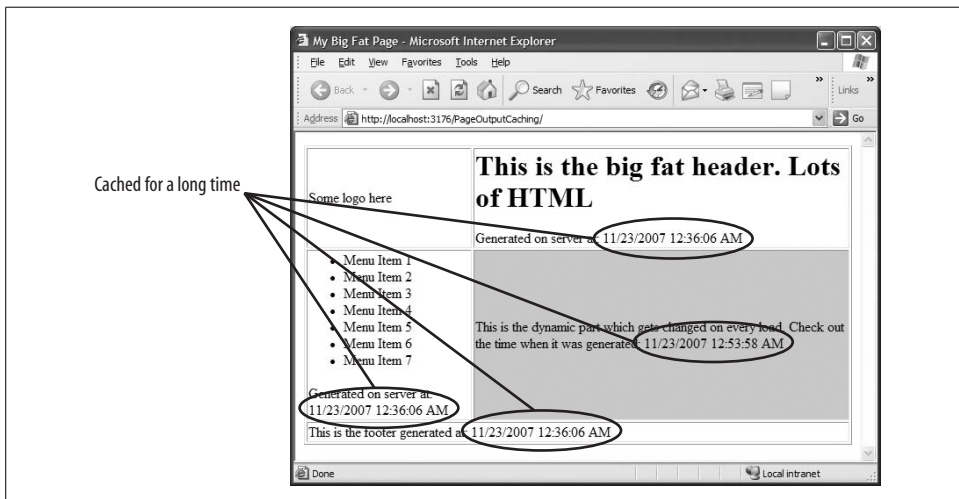 My Big Fat Page - Microsoft Internet Explorer
File Edit View Favorites Tools Help
Back Search Favorites Links
Address http://localhost:3176/PageOutputCaching/ Go
Cached for a long time
Some logo here
This is the big fat header. Lots
of HTML
Generated on server at: 11/23/2007 12:36:06 AM
Menu Item 1
Menu Item 2
Menu Item 3
Menu Item 4
Menu Item 5
Menu Item 6
Menu Item 7
Generated on server at:
11/23/2007 12:36:06 AM
This is the dynamic part which gets changed on every load. Check out
the time when it was generated: 11/23/2007 12:53:58 AM
This is the footer generated at: 11/23/2007 12:36:06 AM
Done Local intranet